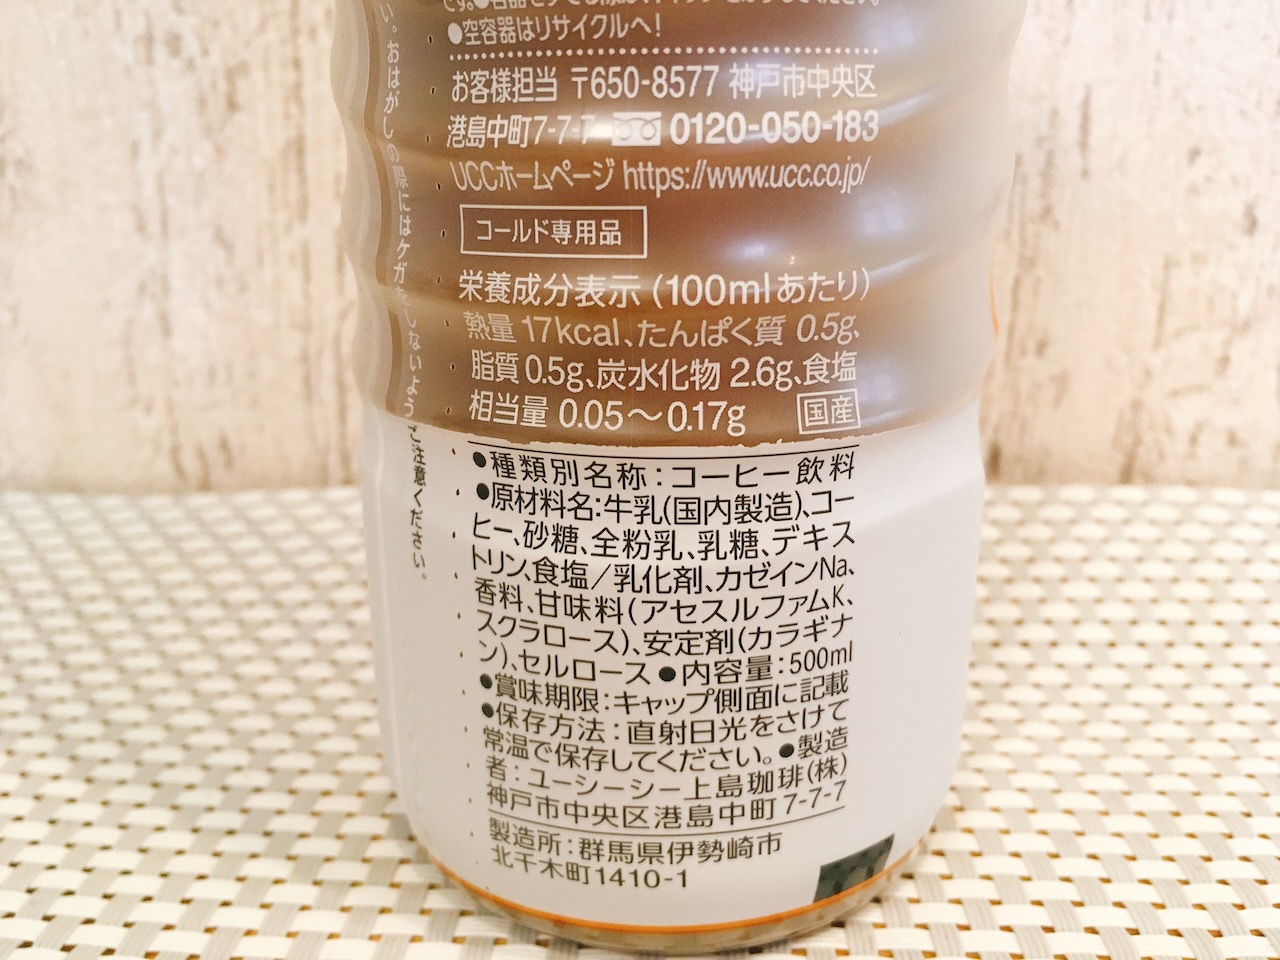 ●空容器はリサイクルへ!
お客様担当 〒650-8577 神戸市中央区
港島中町7-7-7 0120-050-183
UCCホームページ https://www.ucc.co.jp/
コールド専用品
栄養成分表示(100mlあたり)
熱量 17kcal、たんぱく質 0.5g、
脂質 0.5g、炭水化物 2.6g、食塩
相当量 0.05〜0.17g 国産
●種類別名称:コーヒー飲料
●原材料名:牛乳(国内製造)、コー
ヒー、砂糖、全粉乳、乳糖、デキス
トリン、食塩/乳化剤、カゼインNa、
香料、甘味料(アセスルファムK、
スクラロース)、安定剤(カラギナ
ン)、セルロース●内容量:500ml
●賞味期限:キャップ側面に記載
●保存方法:直射日光をさけて
常温で保存してください。●製造
者:ユーシーシー上島珈琲(株)
神戸市中央区港島中町7-7-7
製造所:群馬県伊勢崎市
北千木町1410-1
い。おはがしの際にはケガをしないようご注意ください。